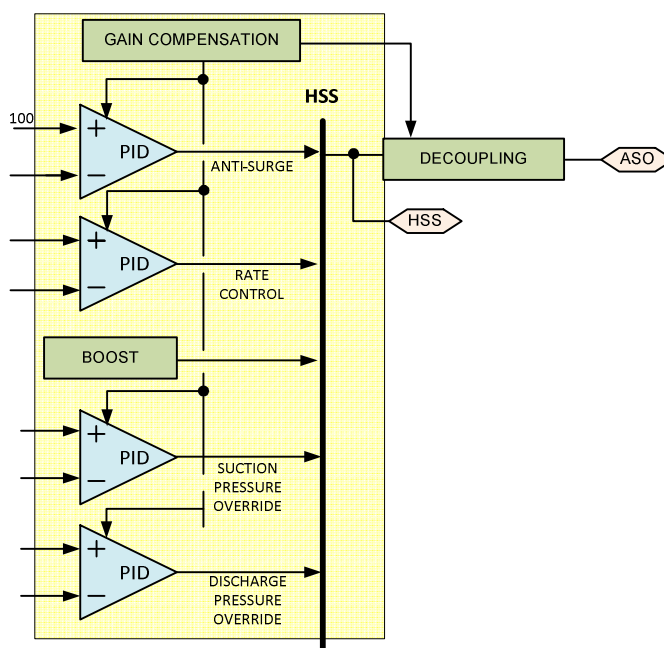 GAIN COMPENSATION
HSS
100
+
PID
−
ANTI-SURGE
DECOUPLING
ASO
HSS
+
PID
−
RATE
CONTROL
BOOST
+
PID
−
SUCTION
PRESSURE
OVERRIDE
+
PID
−
DISCHARGE
PRESSURE
OVERRIDE